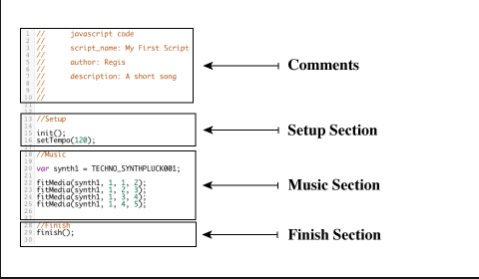 1 //      javascript code
2 //
3 //      script_name: My First Script
4 //
5 //      author: Regis
6 //
7 //      description: A short song
8 //
9 //
10 //
Comments
11
12
13 //Setup
14
15 init();
16 setTempo(120);
Setup Section
17
18 //Music
19
20 var synth1 = TECHNO_SYNTHPLUCK001;
21
22 fitMedia(synth1, 1, 1, 2);
23 fitMedia(synth1, 1, 2, 3);
24 fitMedia(synth1, 1, 3, 4);
25 fitMedia(synth1, 1, 4, 5);
26
27
Music Section
28 //Finish
29 finish();
30
Finish Section